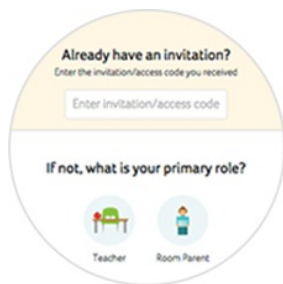 Already have an invitation?
Enter the invitation/access code you received
Enter invitation/access code
If not, what is your primary role?
Teacher Room Parent